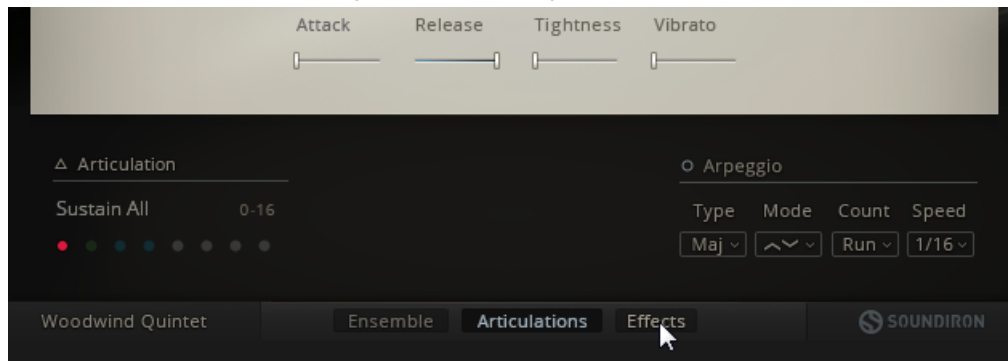 Attack Release Tightness Vibrato
Articulation
Arpeggio
Sustain All 0-16
Type Mode Count Speed
Maj Run 1/16
Woodwind Quintet Ensemble Articulations Effects SOUNDIRON